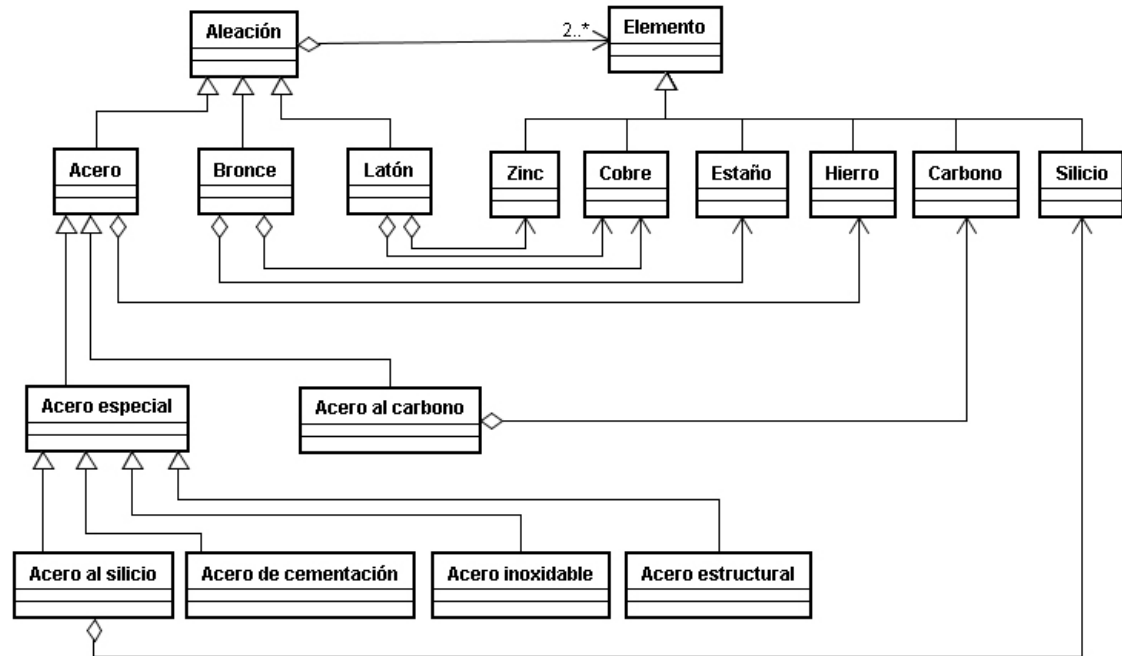 Aleación
2..*
Elemento
Acero
Bronce
Latón
Zinc
Cobre
Estaño
Hierro
Carbono
Silicio
Acero especial
Acero al carbono
Acero al silicio
Acero de cementación
Acero inoxidable
Acero estructural